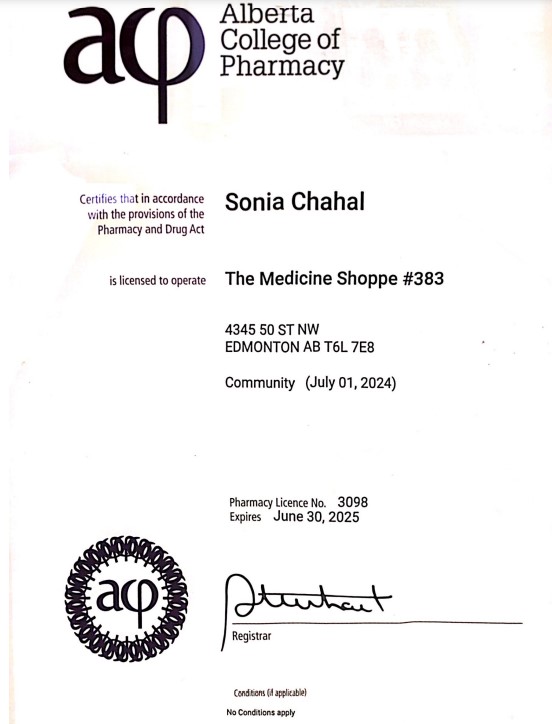 acp
Alberta
College of
Pharmacy
Certifies that in accordance
with the provisions of the
Pharmacy and Drug Act
Sonia Chahal
is licensed to operate
The Medicine Shoppe #383
4345 50 ST NW
EDMONTON AB T6L 7E8
Community (July 01, 2024)
Pharmacy Licence No. 3098
Expires June 30, 2025
acp
Registrar
Conditions (if applicable)
No Conditions apply